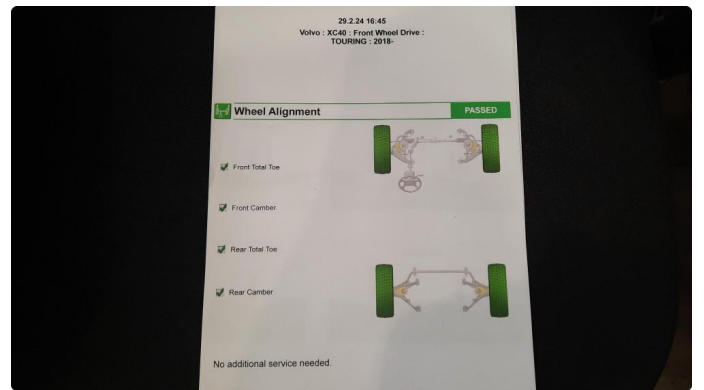 29.2.24 16:45
Volvo : XC40 : Front Wheel Drive :
TOURING : 2018-
Wheel Alignment
PASSED
Front Total Toe
Front Camber
Rear Total Toe
Rear Camber
No additional service needed.